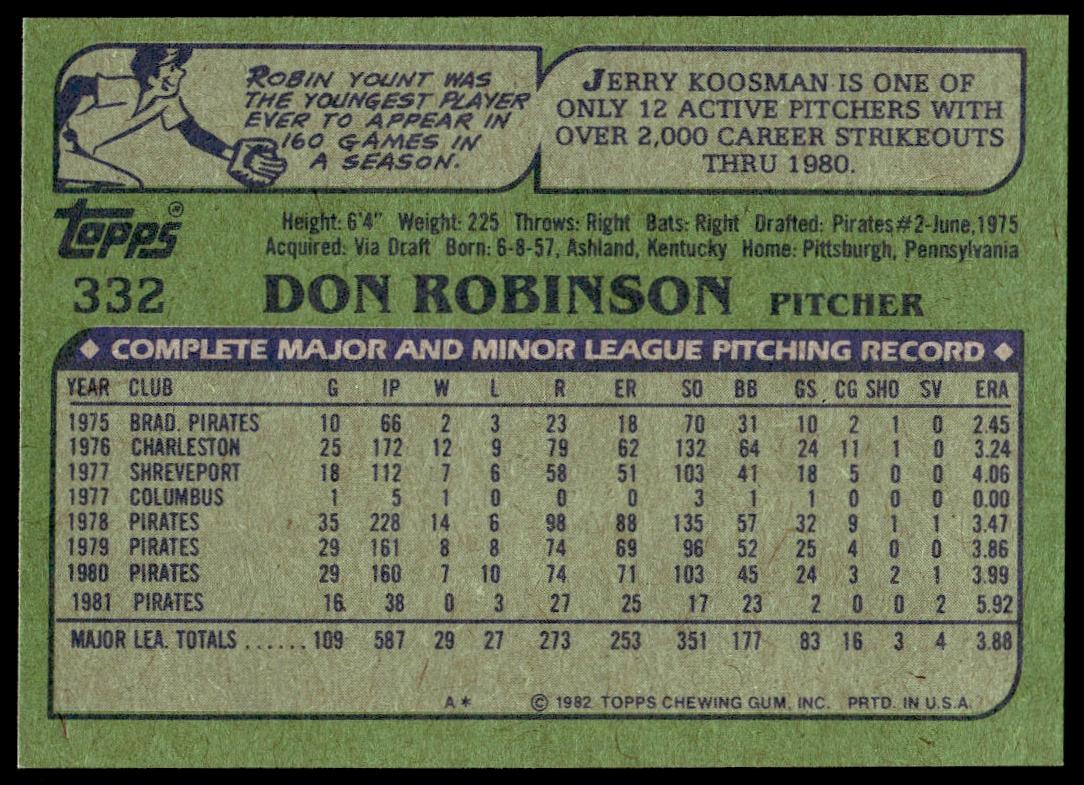 ROBIN YOUNT WAS
THE YOUNGEST PLAYER
EVER TO APPEAR IN
160 GAMES IN
A SEASON.
JERRY KOOSMAN IS ONE OF
ONLY 12 ACTIVE PITCHERS WITH
OVER 2,000 CAREER STRIKEOUTS
THRU 1980.
Topps®
Height: 6'4" Weight: 225 Throws: Right Bats: Right Drafted: Pirates #2-June, 1975
Acquired: Via Draft Born: 6-8-57, Ashland, Kentucky Home: Pittsburgh, Pennsylvania
332 DON ROBINSON PITCHER
◆ COMPLETE MAJOR AND MINOR LEAGUE PITCHING RECORD ◆
YEAR CLUB G IP W L R ER SO BB GS CG SHO SV ERA
1975 BRAD. PIRATES 10 66 2 3 23 18 70 31 10 2 1 0 2.45
1976 CHARLESTON 25 172 12 9 79 62 132 64 24 11 1 0 3.24
1977 SHREVEPORT 18 112 7 6 58 51 103 41 18 5 0 0 4.06
1977 COLUMBUS 1 5 1 0 0 0 3 1 1 0 0 0 0.00
1978 PIRATES 35 228 14 6 98 88 135 57 32 9 1 1 3.47
1979 PIRATES 29 161 8 8 74 69 96 52 25 4 0 0 3.86
1980 PIRATES 29 160 7 10 74 71 103 45 24 3 2 1 3.99
1981 PIRATES 16 38 0 3 27 25 17 23 2 0 0 2 5.92
MAJOR LEA. TOTALS ...... 109 587 29 27 273 253 351 177 83 16 3 4 3.88
A* © 1982 TOPPS CHEWING GUM, INC. PRTD. IN U.S.A.